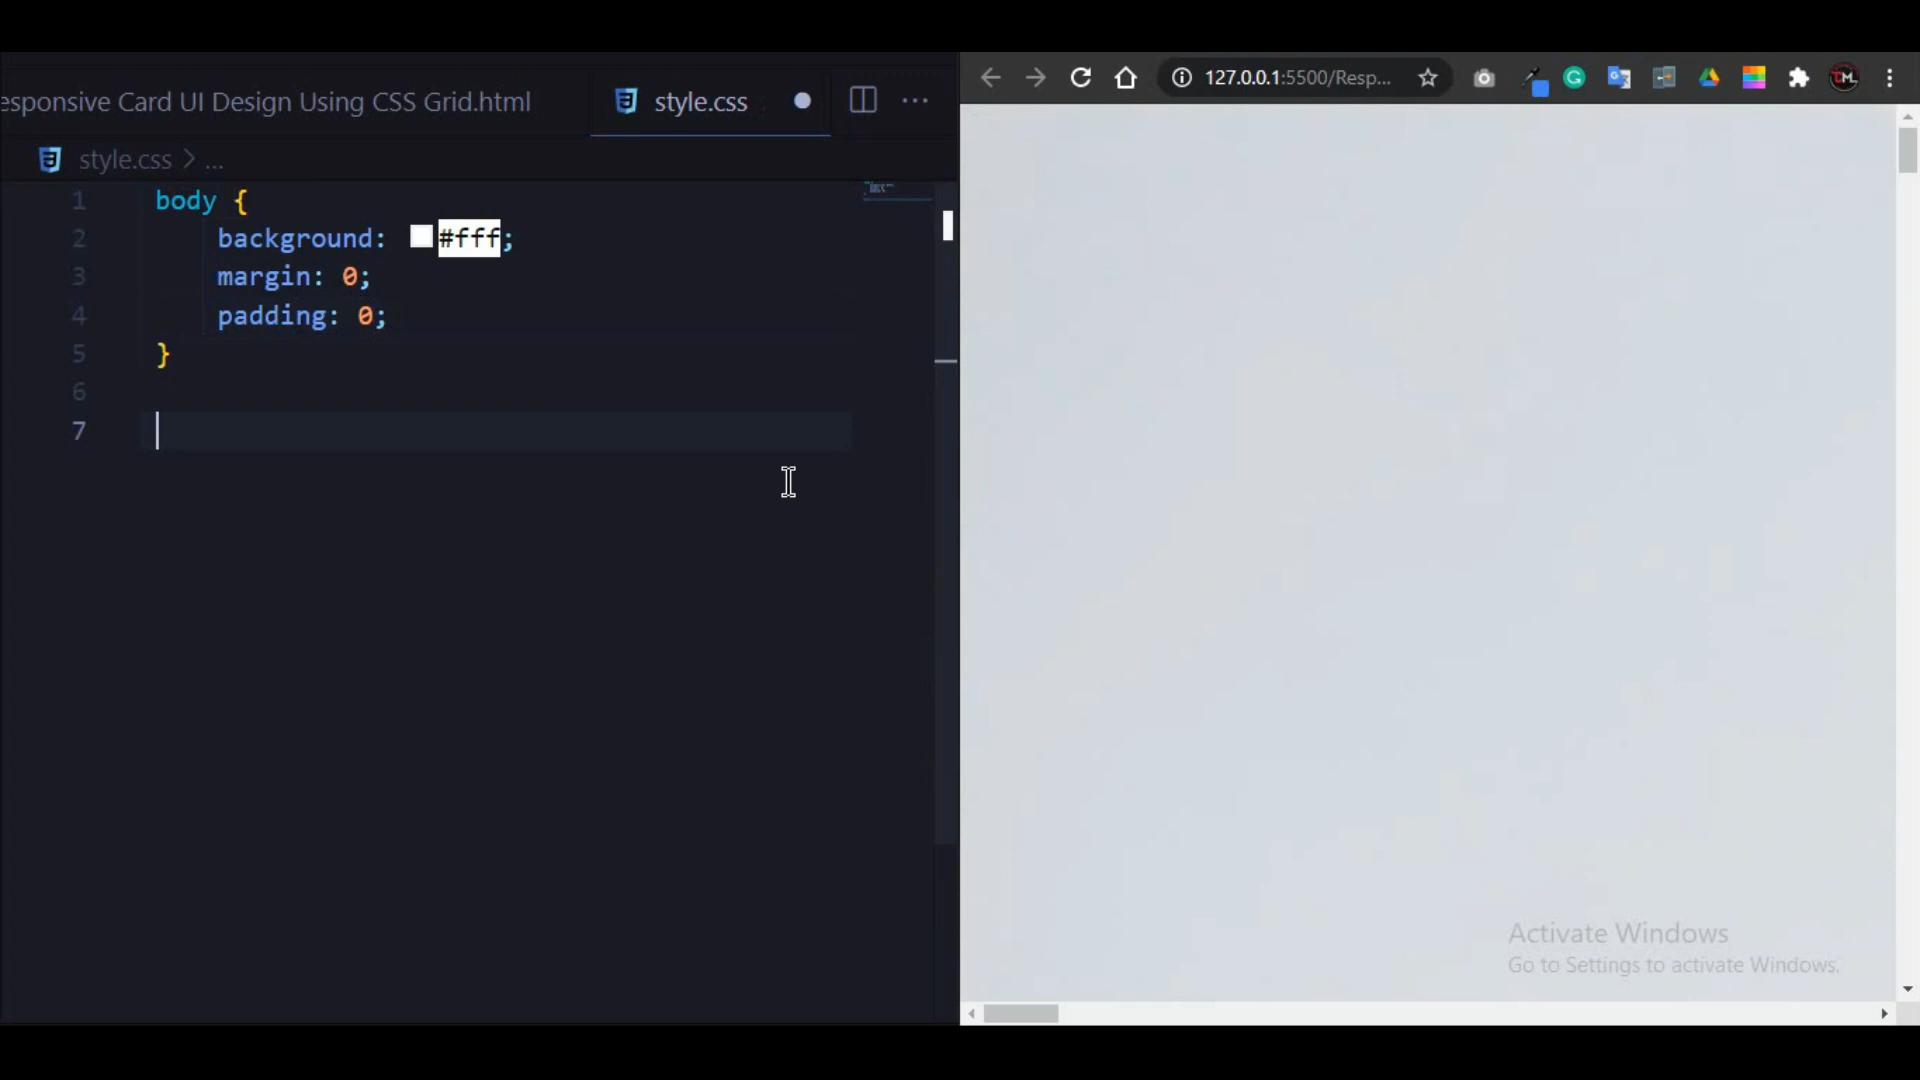 esponsive Card UI Design Using CSS Grid.html
style.css
127.0.0.1:5500/Resp...
style.css > ...
1 body {
2 background: #fff;
3 margin: 0;
4 padding: 0;
5 }
6
7
Activate Windows
Go to Settings to activate Windows.